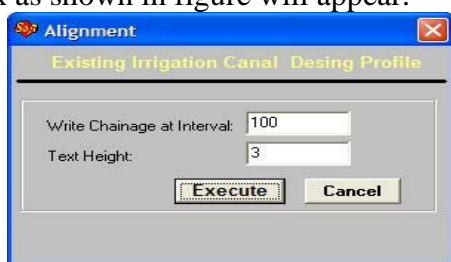 k as shown in figure will appear.
Alignment
Existing Irrigation Canal Desing Profile
Write Chainage at Interval: 100
Text Height: 3
Execute Cancel